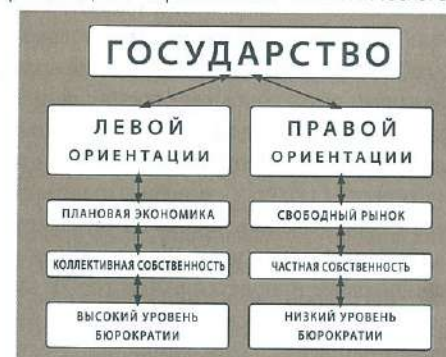 ГОСУДАРСТВО
ЛЕВОЙ
ОРИЕНТАЦИИ
ПРАВОЙ
ОРИЕНТАЦИИ
ПЛАНОВАЯ ЭКОНОМИКА
СВОБОДНЫЙ РЫНОК
КОЛЛЕКТИВНАЯ СОБСТВЕННОСТЬ
ЧАСТНАЯ СОБСТВЕННОСТЬ
ВЫСОКИЙ УРОВЕНЬ
БЮРОКРАТИИ
НИЗКИЙ УРОВЕНЬ
БЮРОКРАТИИ